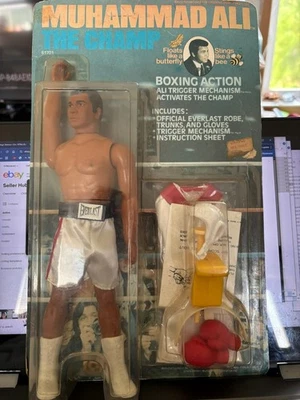 MUHAMMAD ALI
THE CHAMP
Floats
like a
butterfly
Stings
like a
bee
BOXING ACTION
ALI TRIGGER MECHANISM
ACTIVATES THE CHAMP
INCLUDES:
• OFFICIAL EVERLAST ROBE,
TRUNKS AND GLOVES
• TRIGGER MECHANISM
• INSTRUCTION SHEET
EVERLAST
ebay
Seller Hub